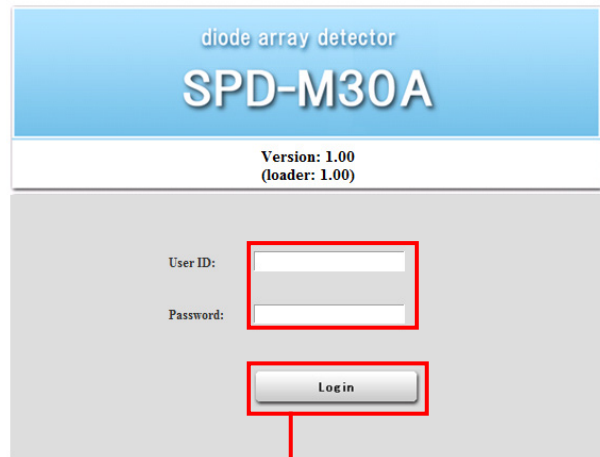 diode array detector
SPD-M30A
Version: 1.00
(loader: 1.00)
User ID:
Password:
Login